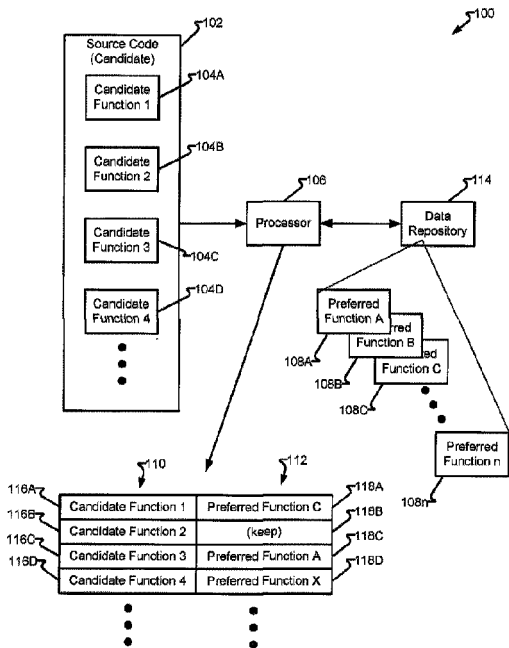 100
102
Source Code
(Candidate)
104A
Candidate
Function 1
104B
Candidate
Function 2
Candidate
Function 3
104C
104D
Candidate
Function 4
106
Processor
114
Data
Repository
Preferred
Function A
108A
rred
Function B
108B
rred
Function C
108C
Preferred
Function n
108n
110
112
116A
Candidate Function 1
Preferred Function C
118A
116B
Candidate Function 2
(keep)
118B
116C
Candidate Function 3
Preferred Function A
118C
116D
Candidate Function 4
Preferred Function X
118D